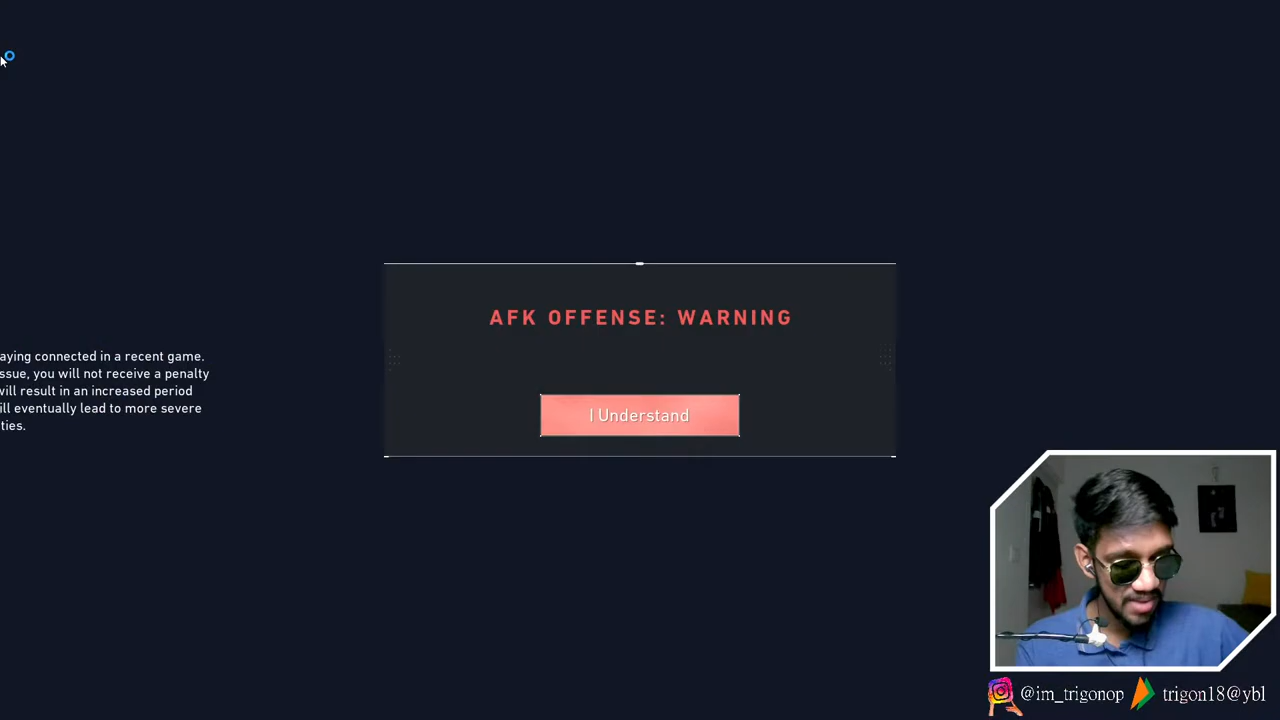 AFK OFFENSE: WARNING
aying connected in a recent game.
ssue, you will not receive a penalty
will result in an increased period
ill eventually lead to more severe
ties.
I Understand
@im_trigonop
trigon18@ybl